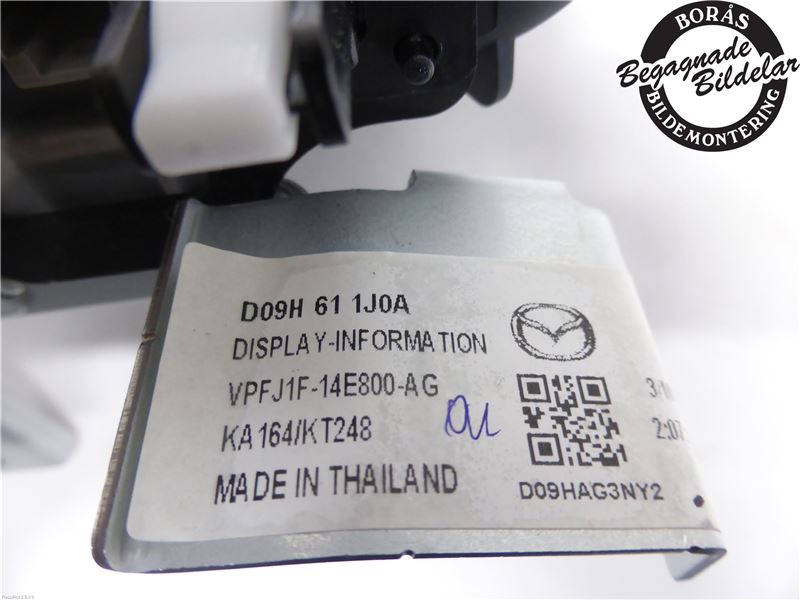 BORÅS
Begagnade
Bildelar
BILDEMONTERING
D09H 61 1J0A
DISPLAY-INFORMATION
VPFJ1F-14E800-AG
KA164/KT248
MADE IN THAILAND
D09HAG3NY2